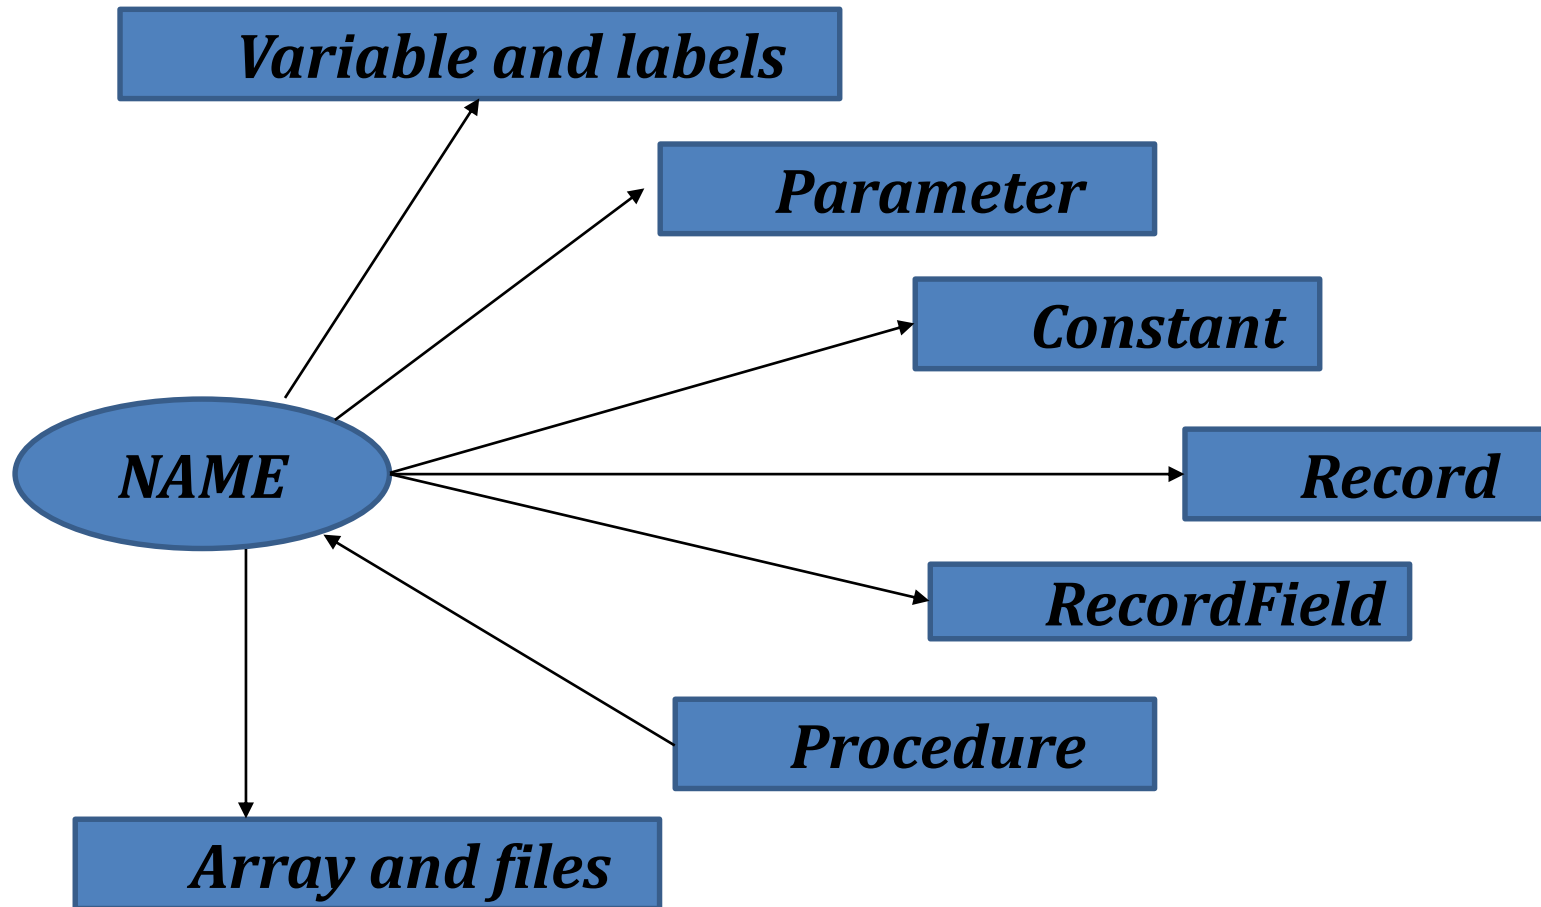 Variable and labels
Parameter
Constant
NAME
Record
RecordField
Procedure
Array and files